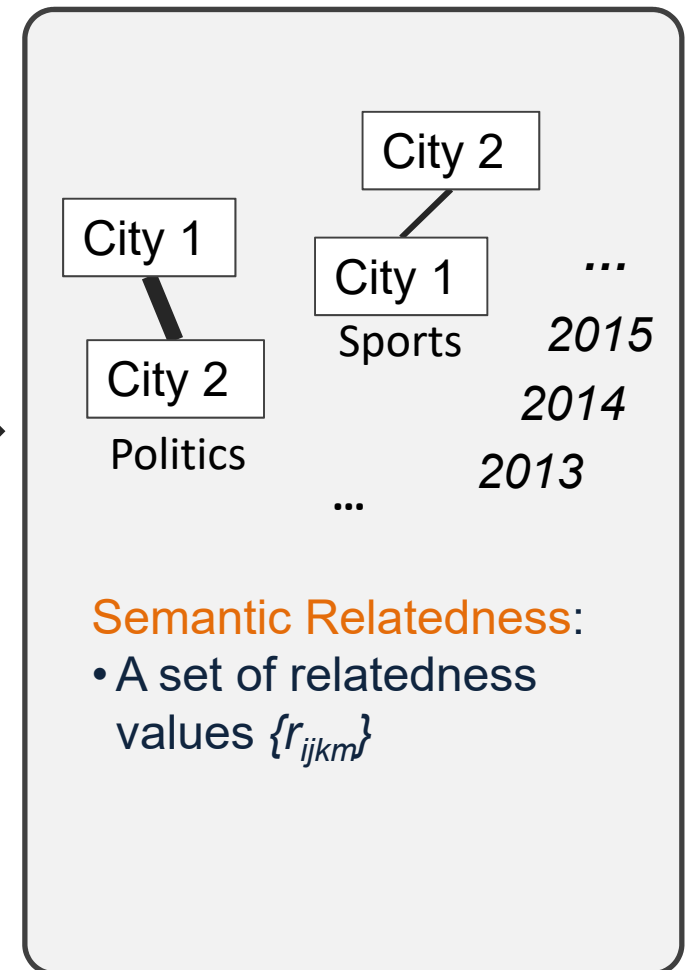 City 2
City 1
City 1
Sports
City 2
Politics
...
2015
2014
2013
...
Semantic Relatedness:
• A set of relatedness
values {rijkm}